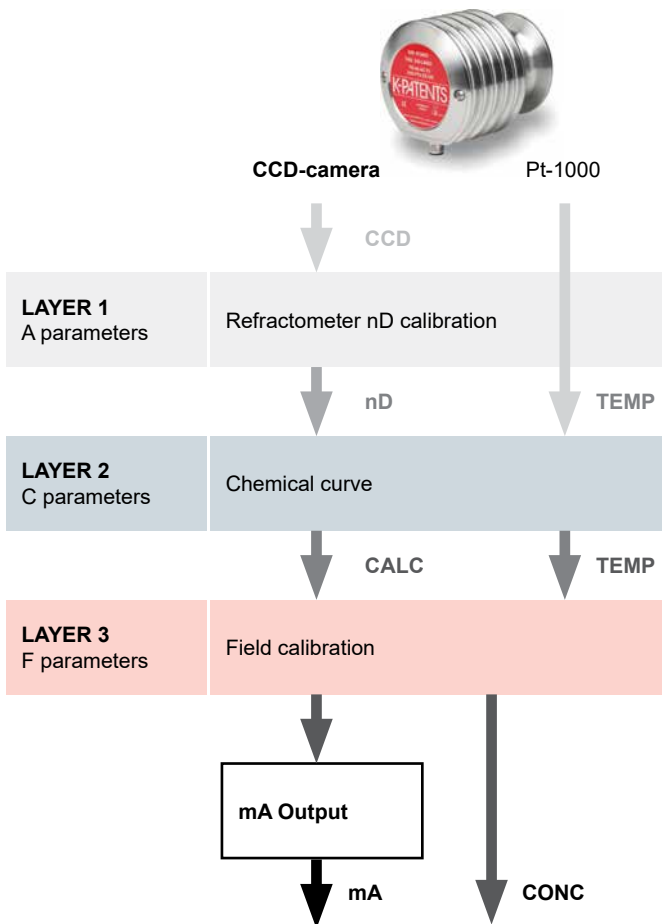 K-PATENTS
CCD-camera
Pt-1000
CCD
LAYER 1
A parameters
Refractometer nD calibration
nD
TEMP
LAYER 2
C parameters
Chemical curve
CALC
TEMP
LAYER 3
F parameters
Field calibration
mA Output
mA
CONC